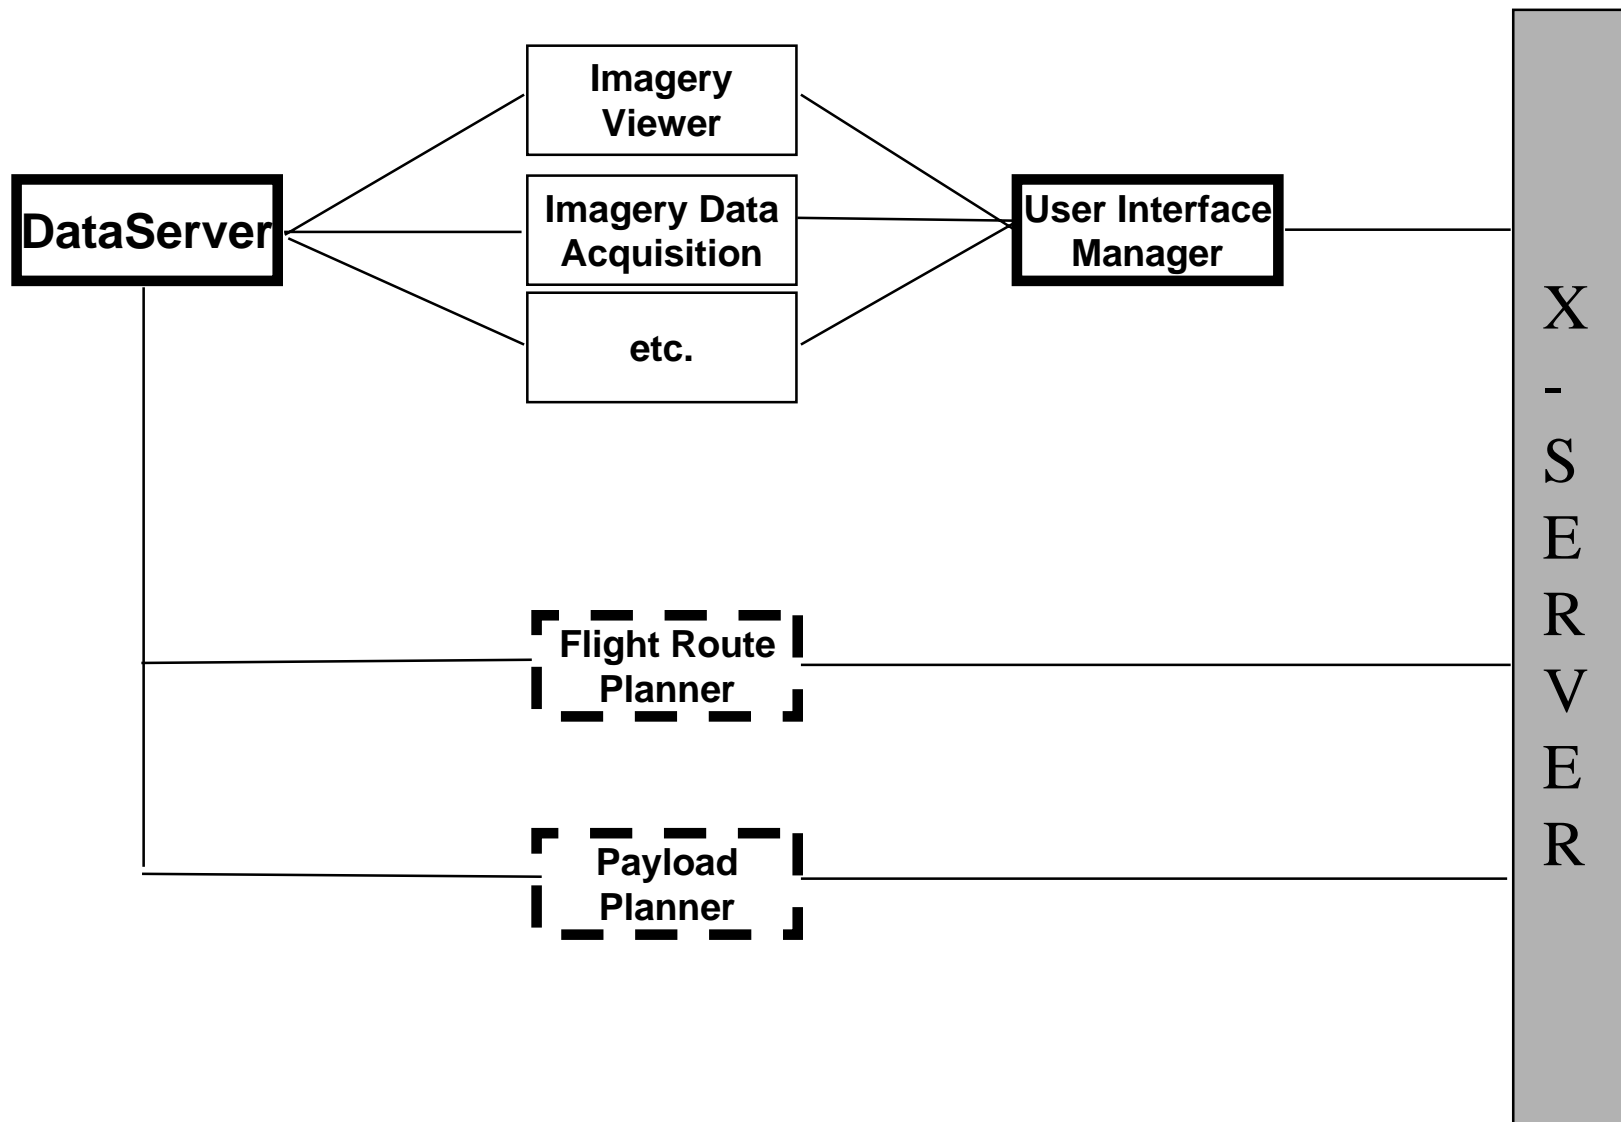 Imagery
Viewer
DataServer
Imagery Data
Acquisition
User Interface
Manager
etc.
Flight Route
Planner
Payload
Planner
X
-
S
E
R
V
E
R